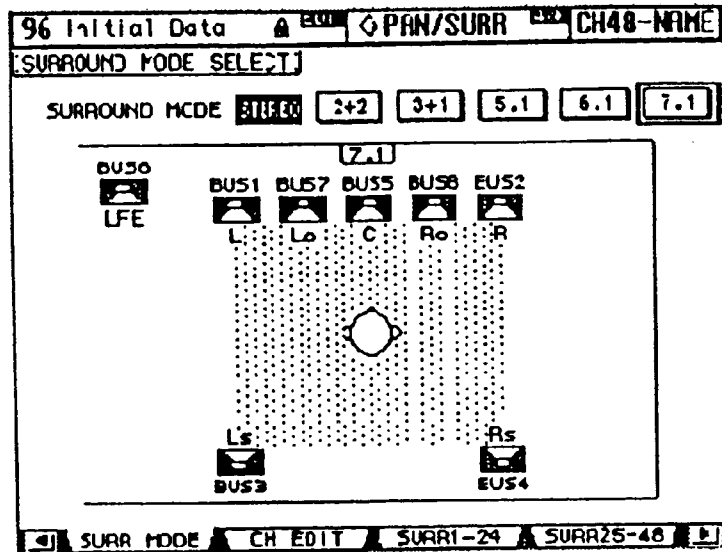 96 Initial Data PAN/SURR CH48-NAME
SURROUND MODE SELECT
SURROUND MODE STEREO 2+2 3+1 5.1 6.1 7.1
7.1
BUS6 BUS1 BUS7 BUS5 BUS8 BUS2
LFE L Lo C Ro R
Ls Rs
BUS3 BUS4
SURR MODE CH EDIT SURR1-24 SURR25-48